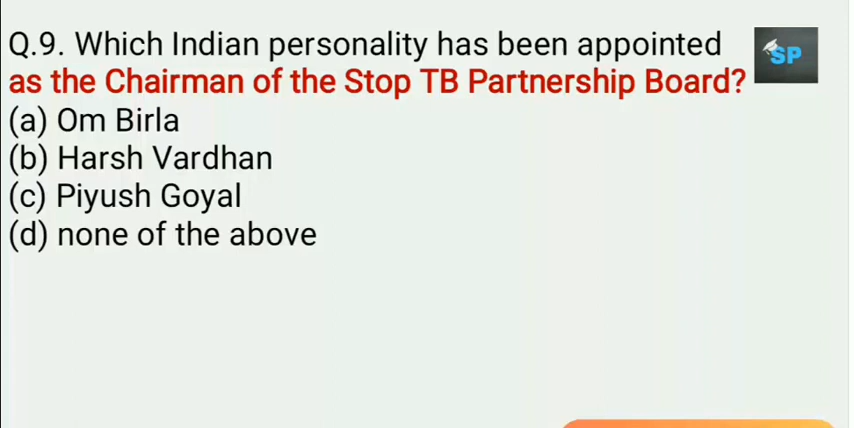 Q.9. Which Indian personality has been appointed
as the Chairman of the Stop TB Partnership Board?
(a) Om Birla
(b) Harsh Vardhan
(c) Piyush Goyal
(d) none of the above
SP